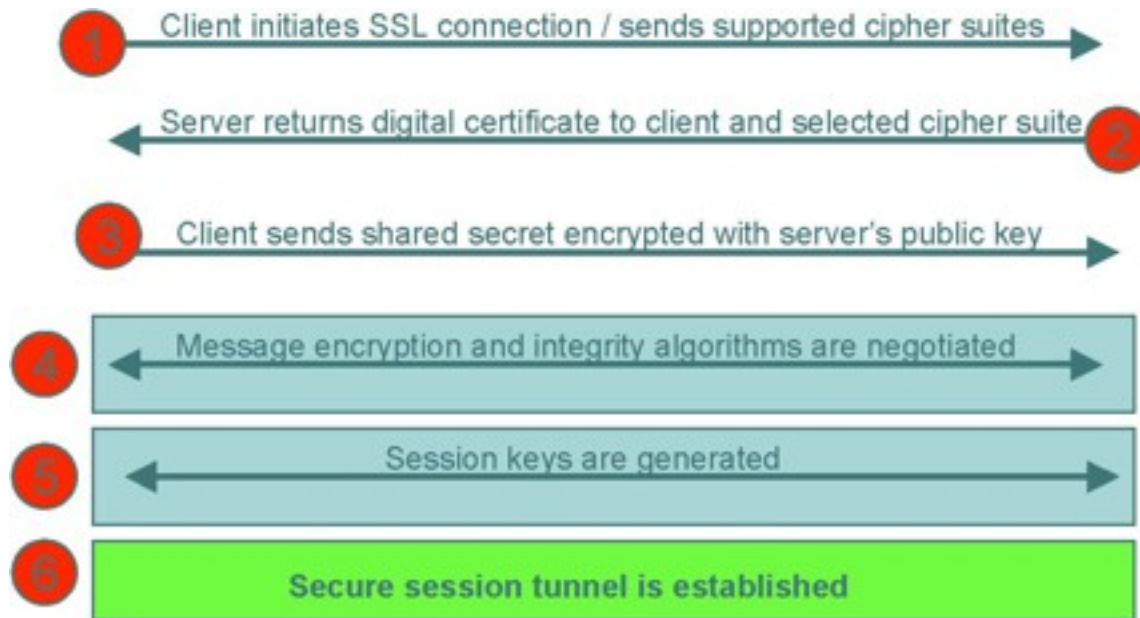 1
Client initiates SSL connection / sends supported cipher suites
Server returns digital certificate to client and selected cipher suite
2
3
Client sends shared secret encrypted with server's public key
4
Message encryption and integrity algorithms are negotiated
5
Session keys are generated
6
Secure session tunnel is established